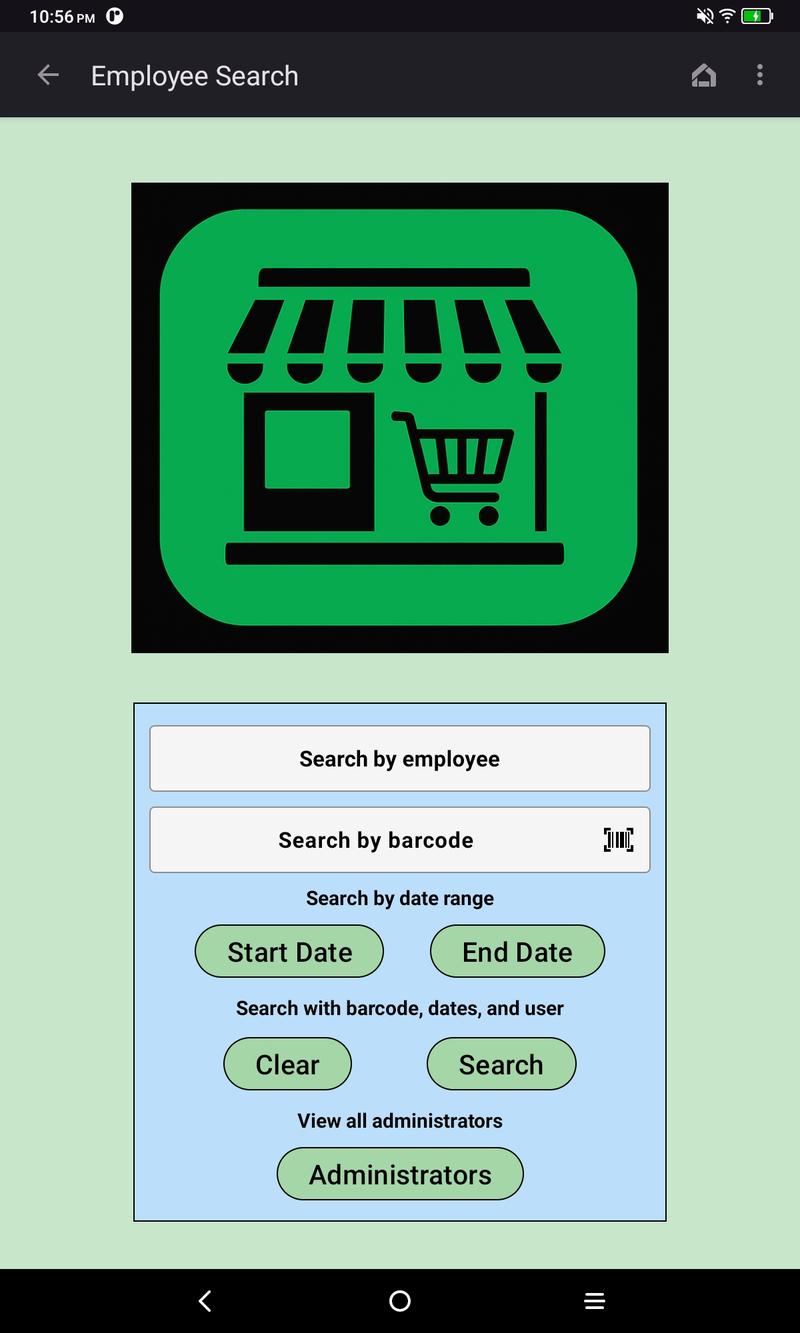 10:56 PM
Employee Search
Search by employee
Search by barcode
Search by date range
Start Date
End Date
Search with barcode, dates, and user
Clear
Search
View all administrators
Administrators